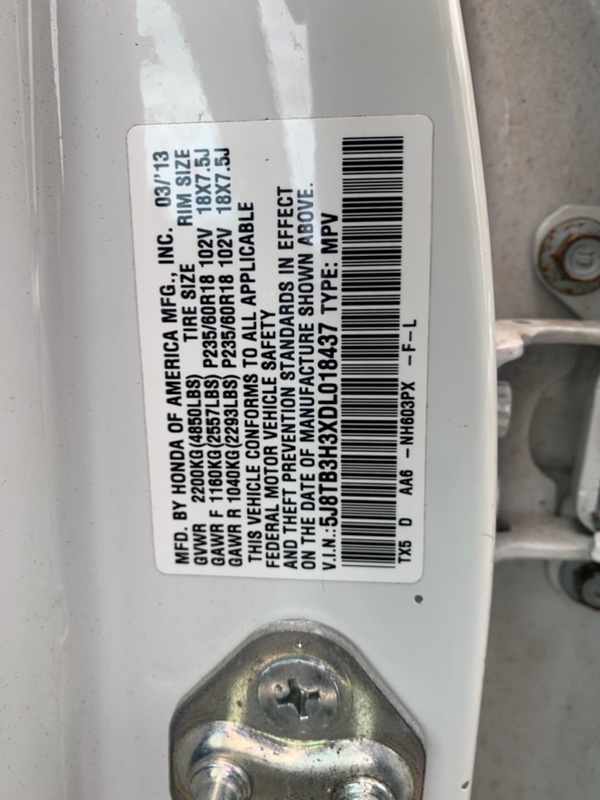 MFD. BY HONDA OF AMERICA MFG., INC. 03/'13
GVWR 2200KG(4850LBS) TIRE SIZE RIM SIZE
GAWR F 1160KG(2557LBS) P235/60R18 102V 18X7.5J
GAWR R 1040KG(2293LBS) P235/60R18 102V 18X7.5J
THIS VEHICLE CONFORMS TO ALL APPLICABLE
FEDERAL MOTOR VEHICLE SAFETY
AND THEFT PREVENTION STANDARDS IN EFFECT
ON THE DATE OF MANUFACTURE SHOWN ABOVE.
V.I.N.:5J8TB3H3XDL018437 TYPE: MPV
TX5 D AA6 -NH603PX -F-L